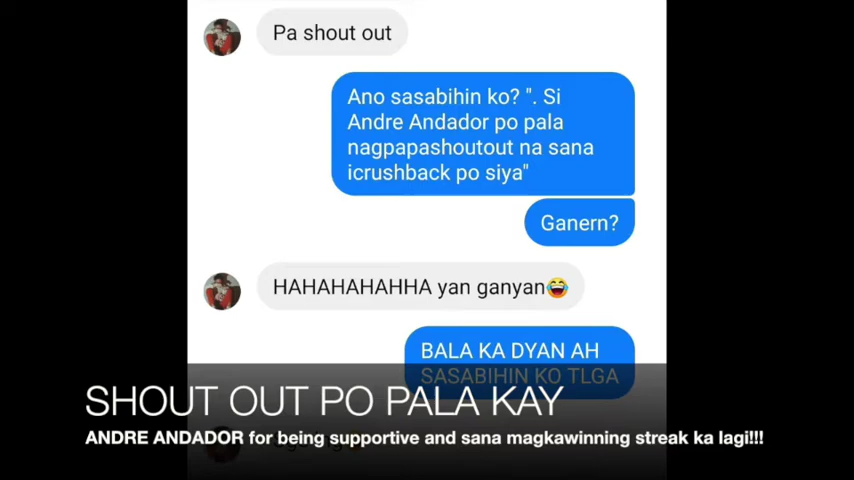 Pa shout out
Ano sasabihin ko? ". Si
Andre Andador po pala
nagpapashoutout na sana
icrushback po siya"
Ganern?
HAHAHAHAHHA yan ganyan😂
BALA KA DYAN AH
SASABIHIN KO TLGA
SHOUT OUT PO PALA KAY
ANDRE ANDADOR for being supportive and sana magkawinning streak ka lagi!!!